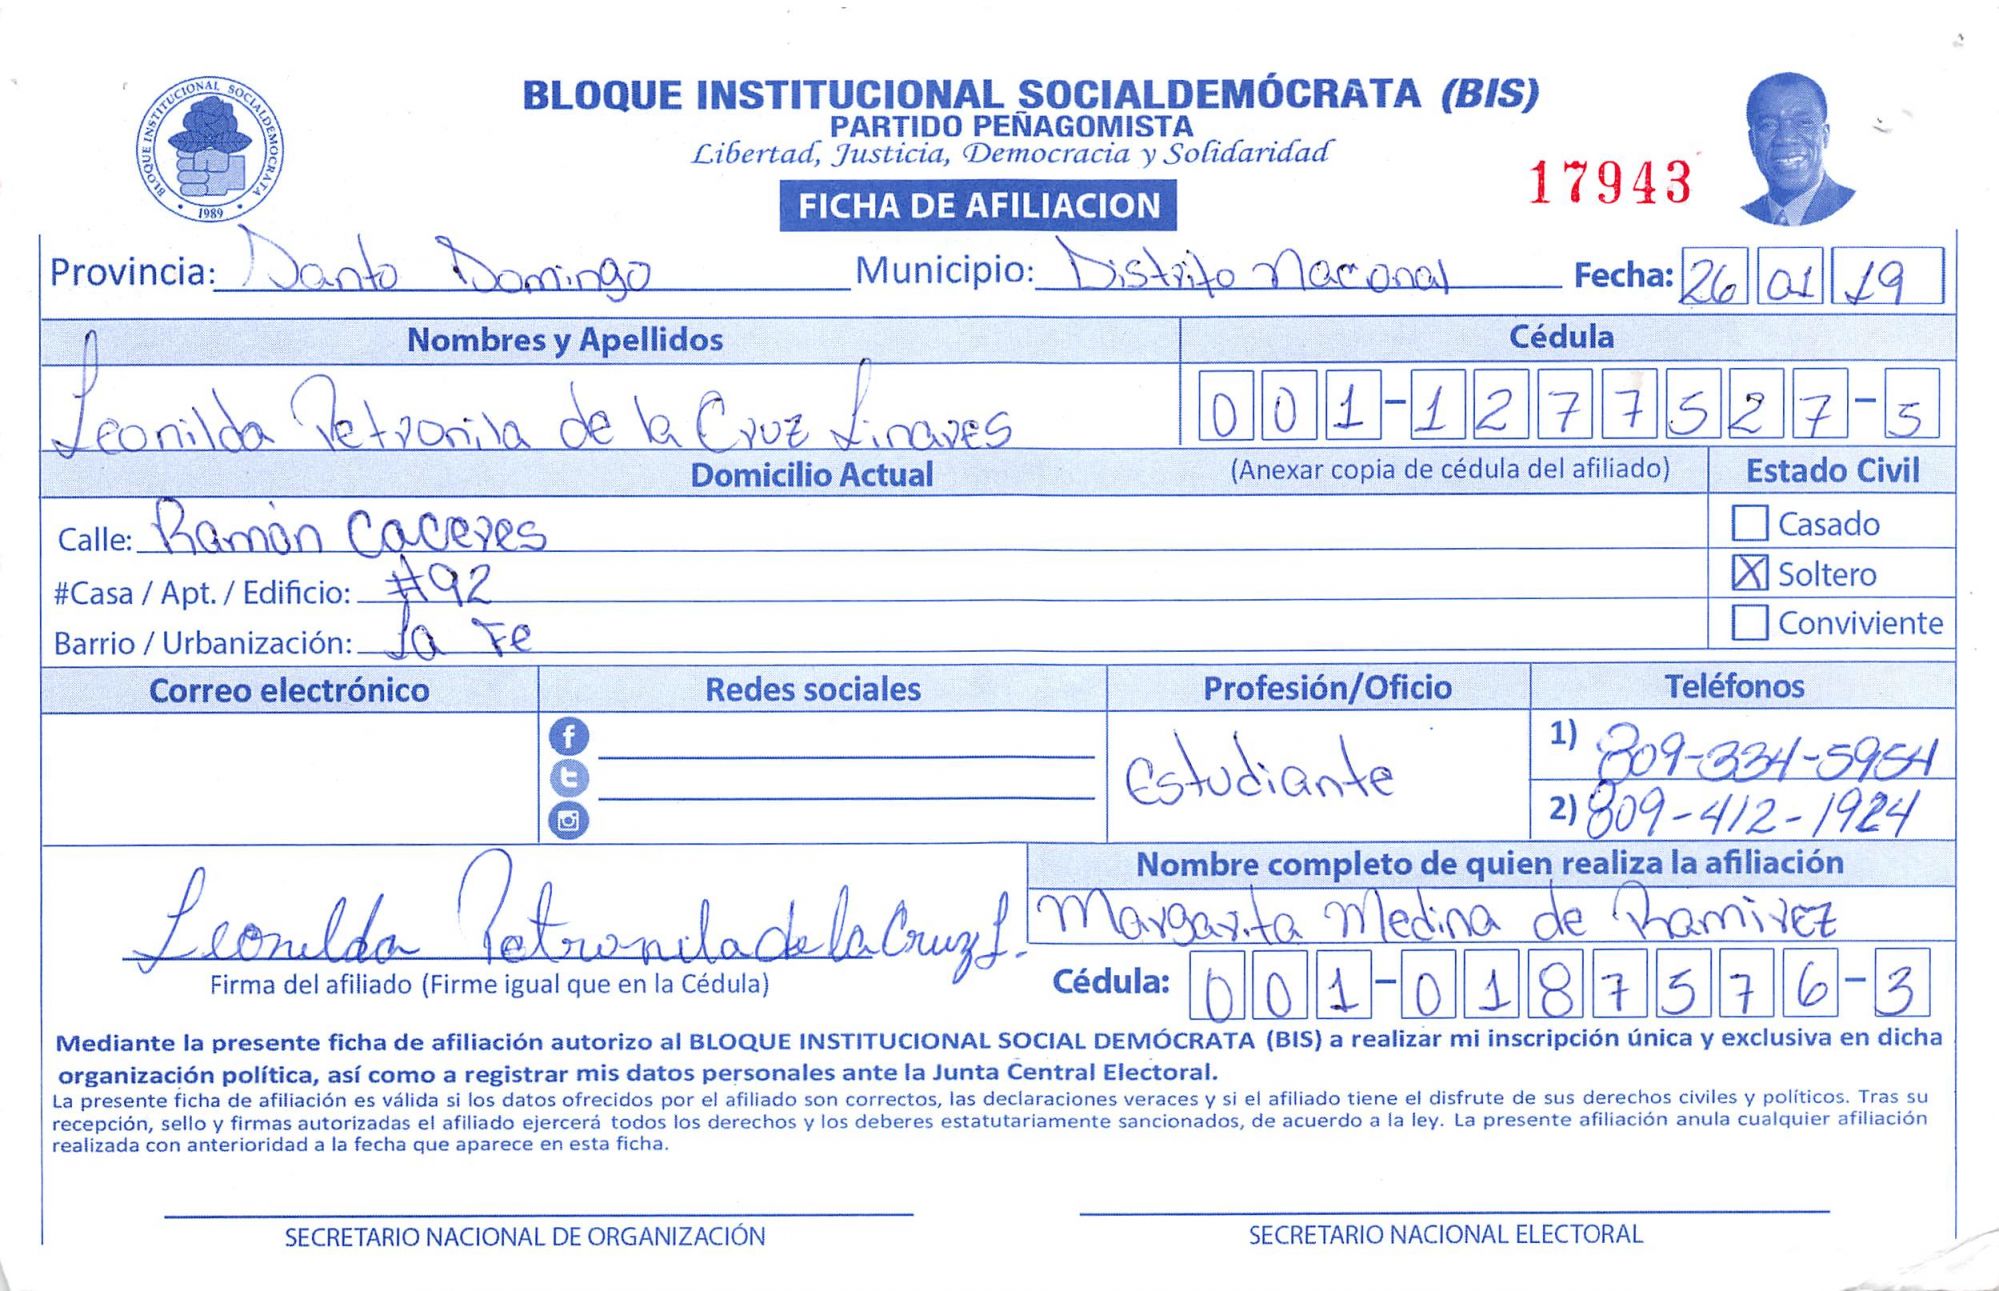 BLOQUE INSTITUCIONAL SOCIALDEMOCRATA
1989
BLOQUE INSTITUCIONAL SOCIALDEMÓCRATA (BIS)
PARTIDO PEÑAGOMISTA
Libertad, Justicia, Democracia y Solidaridad
17943
FICHA DE AFILIACION
Provincia: Santo Domingo Municipio: Distrito Nacional Fecha: 26 01 19
Nombres y Apellidos Cédula
Leonilda Petronila de la Cruz Linares 001-1277527-5
Domicilio Actual (Anexar copia de cédula del afiliado) Estado Civil
Calle: Ramón Caceres Casado
#Casa / Apt. / Edificio: #92 X Soltero
Barrio / Urbanización: La Fe Conviviente
Correo electrónico Redes sociales Profesión/Oficio Teléfonos
Estudiante 1) 809-334-5954
2) 809-412-1924
Nombre completo de quien realiza la afiliación
Leonilda Petronila de la Cruz L. Margarita Medina de Ramirez
Firma del afiliado (Firme igual que en la Cédula) Cédula: 001-0187576-3
Mediante la presente ficha de afiliación autorizo al BLOQUE INSTITUCIONAL SOCIAL DEMÓCRATA (BIS) a realizar mi inscripción única y exclusiva en dicha
organización política, así como a registrar mis datos personales ante la Junta Central Electoral.
La presente ficha de afiliación es válida si los datos ofrecidos por el afiliado son correctos, las declaraciones veraces y si el afiliado tiene el disfrute de sus derechos civiles y políticos. Tras su
recepción, sello y firmas autorizadas el afiliado ejercerá todos los derechos y los deberes estatutariamente sancionados, de acuerdo a la ley. La presente afiliación anula cualquier afiliación
realizada con anterioridad a la fecha que aparece en esta ficha.
SECRETARIO NACIONAL DE ORGANIZACIÓN SECRETARIO NACIONAL ELECTORAL